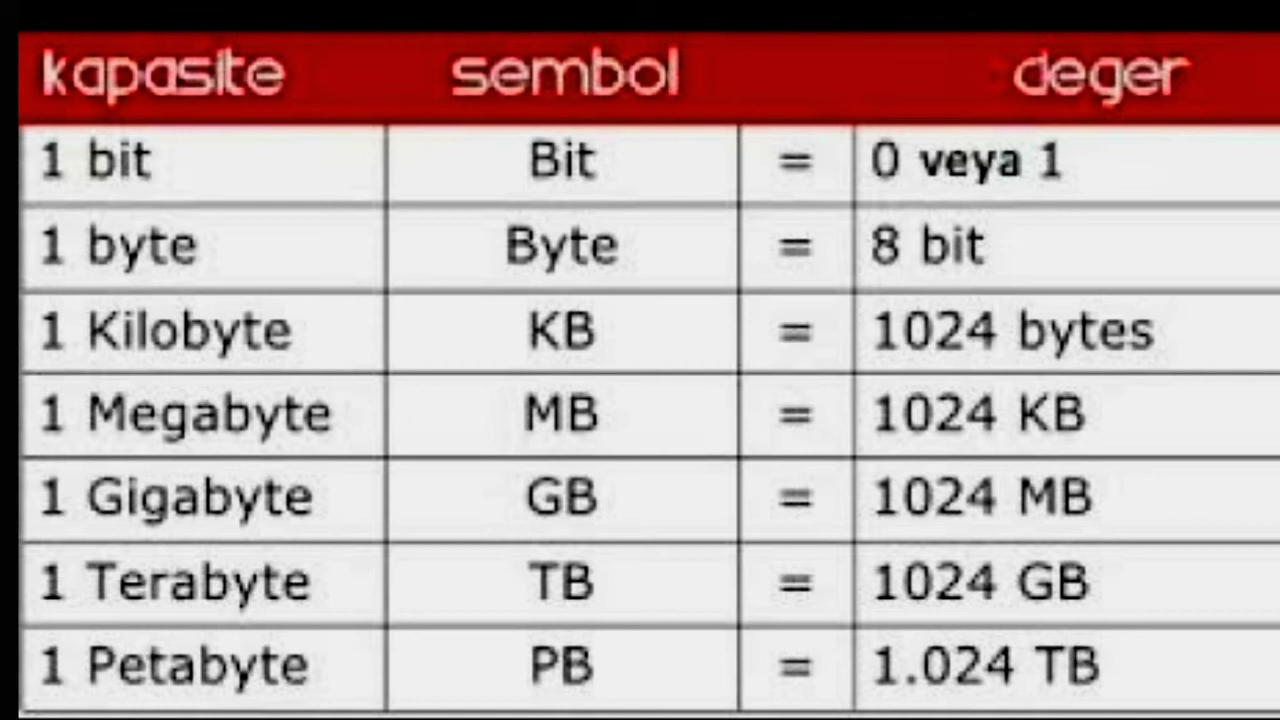 kapasite sembol deger
1 bit Bit = 0 veya 1
1 byte Byte = 8 bit
1 Kilobyte KB = 1024 bytes
1 Megabyte MB = 1024 KB
1 Gigabyte GB = 1024 MB
1 Terabyte TB = 1024 GB
1 Petabyte PB = 1.024 TB